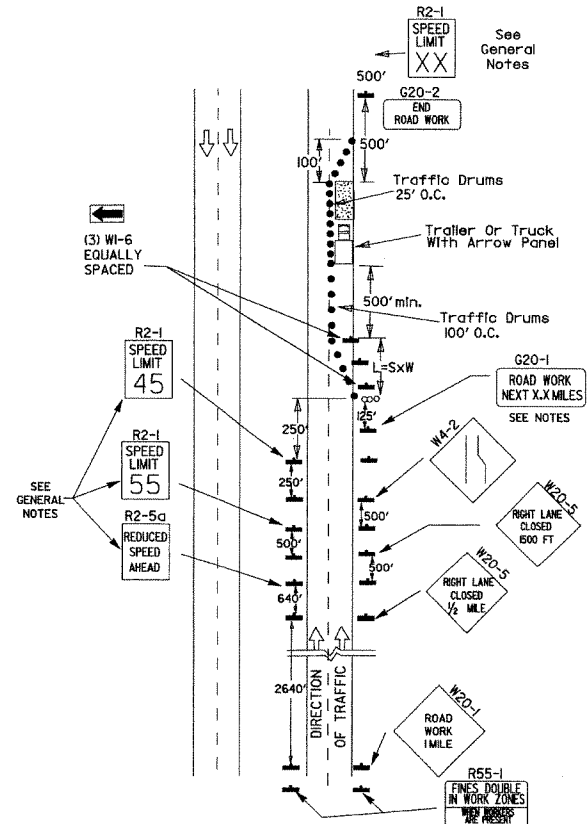 R2-1
SPEED
LIMIT
XX
See
General
Notes
500'
G20-2
END
ROAD WORK
500'
100'
Traffic Drums
25' O.C.
Trailer Or Truck
With Arrow Panel
(3) W1-6
EQUALLY
SPACED
500' min.
Traffic Drums
100' O.C.
R2-1
SPEED
LIMIT
45
L=SxW
G20-1
ROAD WORK
NEXT X.X MILES
SEE NOTES
125'
250'
W4-2
R2-1
SPEED
LIMIT
55
250'
500'
W20-5
RIGHT LANE
CLOSED
1500 FT
SEE
GENERAL
NOTES
R2-5a
REDUCED
SPEED
AHEAD
500'
500'
W20-5
RIGHT LANE
CLOSED
1/2 MILE
640'
2640'
DIRECTION
OF TRAFFIC
W20-1
ROAD
WORK
1 MILE
R55-1
FINES DOUBLE
IN WORK ZONES
WHEN WORKERS
ARE PRESENT